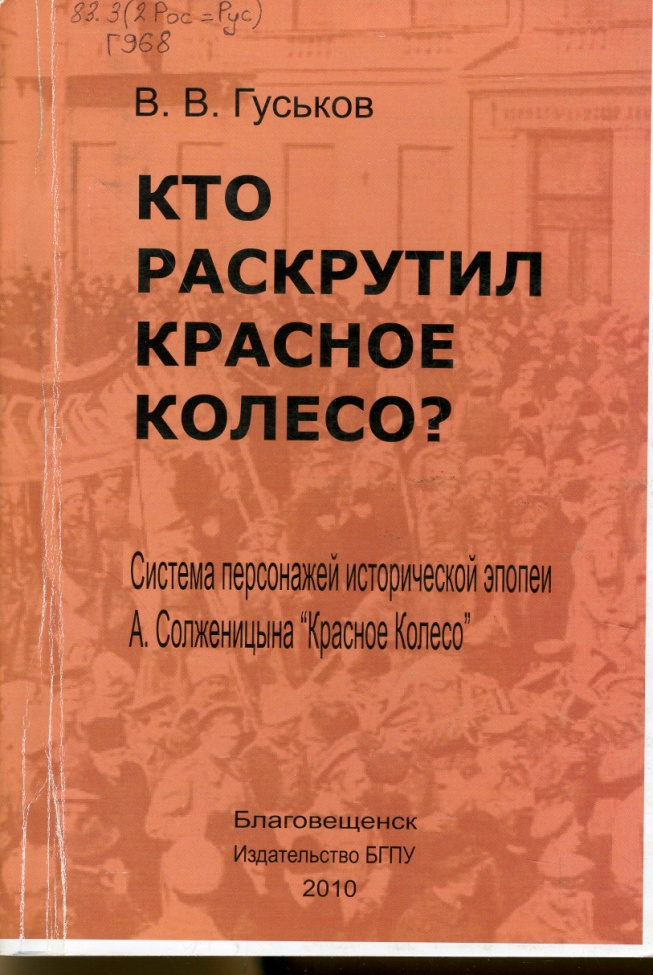 83.3(2Рос=Рус)
Г968
В. В. Гуськов
КТО
РАСКРУТИЛ
КРАСНОЕ
КОЛЕСО?
Система персонажей исторической эпопеи
А. Солженицына "Красное Колесо"
Благовещенск
Издательство БГПУ
2010